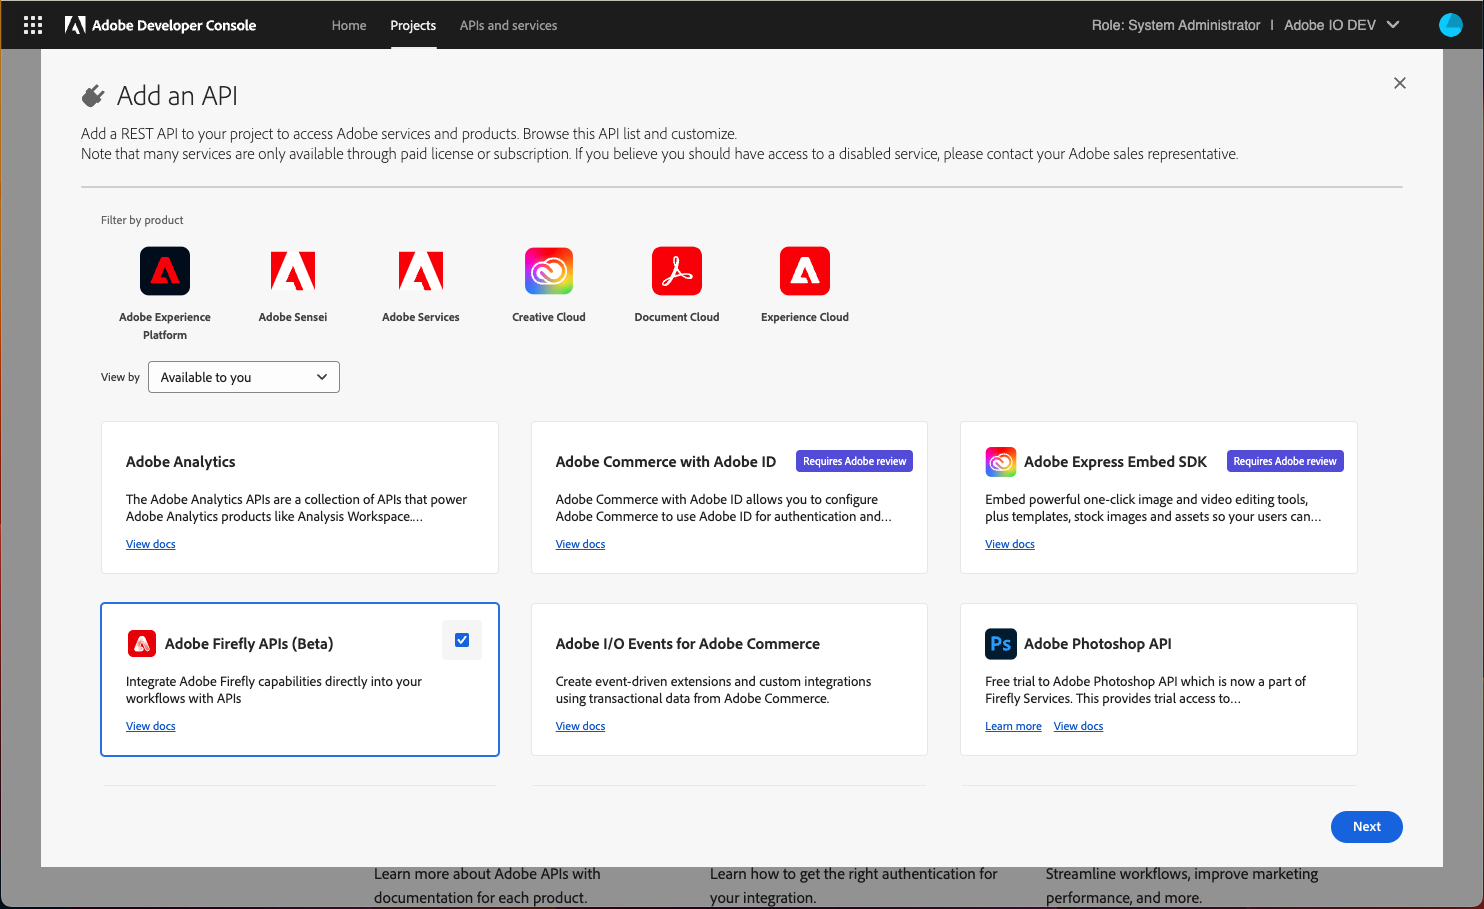 Adobe Developer Console
Home
Projects
APIs and services
Role: System Administrator | Adobe IO DEV
Add an API
Add a REST API to your project to access Adobe services and products. Browse this API list and customize.
Note that many services are only available through paid license or subscription. If you believe you should have access to a disabled service, please contact your Adobe sales representative.
Filter by product
Adobe Experience
Platform
Adobe Sensei
Adobe Services
Creative Cloud
Document Cloud
Experience Cloud
View by
Available to you
Adobe Analytics
The Adobe Analytics APIs are a collection of APIs that power
Adobe Analytics products like Analysis Workspace....
View docs
Adobe Commerce with Adobe ID
Requires Adobe review
Adobe Commerce with Adobe ID allows you to configure
Adobe Commerce to use Adobe ID for authentication and...
View docs
Adobe Express Embed SDK
Requires Adobe review
Embed powerful one-click image and video editing tools,
plus templates, stock images and assets so your users can...
View docs
Adobe Firefly APIs (Beta)
Integrate Adobe Firefly capabilities directly into your
workflows with APIs
View docs
Adobe I/O Events for Adobe Commerce
Create event-driven extensions and custom integrations
using transactional data from Adobe Commerce.
View docs
Ps
Adobe Photoshop API
Free trial to Adobe Photoshop API which is now a part of
Firefly Services. This provides trial access to...
Learn more
View docs
Next
Learn more about Adobe APIs with
documentation for each product.
Learn how to get the right authentication for
your integration.
Streamline workflows, improve marketing
performance, and more.